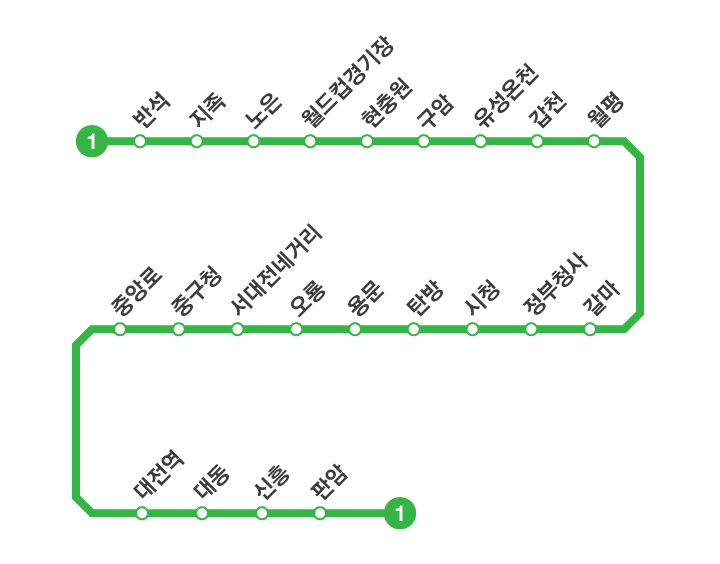 1
반석
지족
노은
월드컵경기장
현충원
구암
유성온천
갑천
월평
중앙로
중구청
서대전네거리
오룡
용문
탄방
시청
정부청사
갈마
대전역
대동
신흥
판암
1